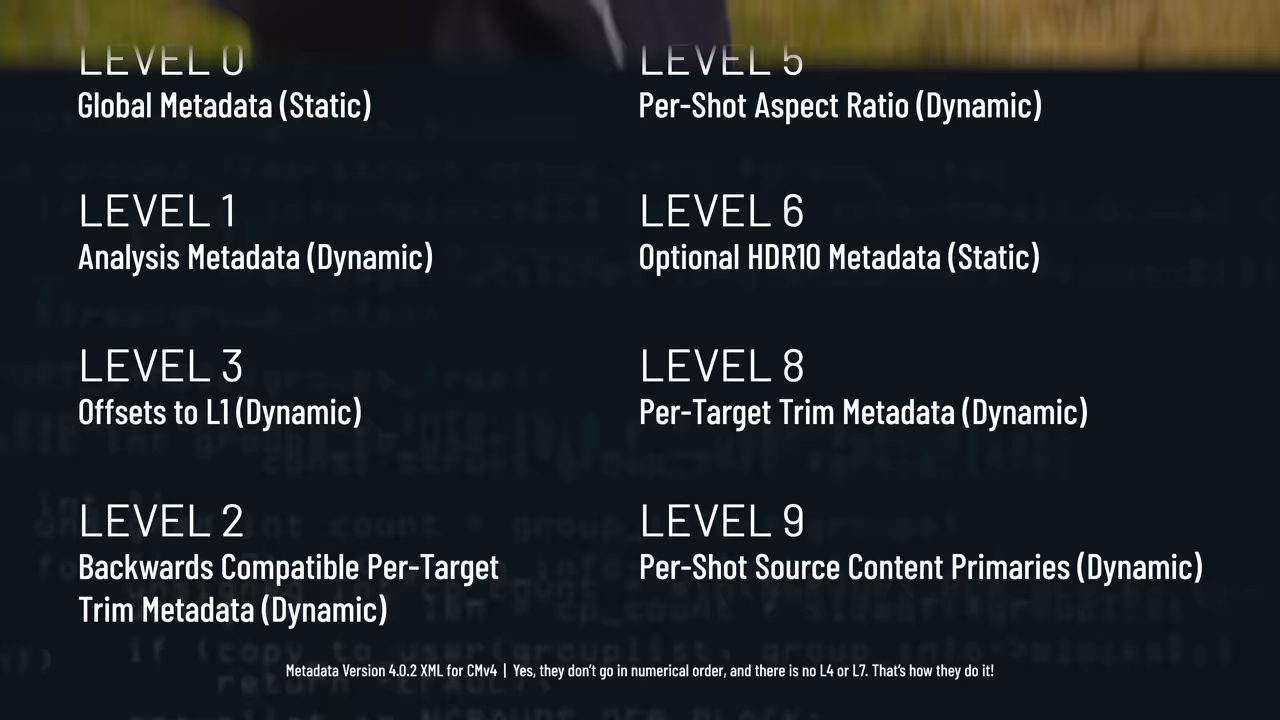 LEVEL 0
Global Metadata (Static)
LEVEL 1
Analysis Metadata (Dynamic)
LEVEL 3
Offsets to L1 (Dynamic)
LEVEL 2
Backwards Compatible Per-Target
Trim Metadata (Dynamic)
LEVEL 5
Per-Shot Aspect Ratio (Dynamic)
LEVEL 6
Optional HDR10 Metadata (Static)
LEVEL 8
Per-Target Trim Metadata (Dynamic)
LEVEL 9
Per-Shot Source Content Primaries (Dynamic)
Metadata Version 4.0.2 XML for CMv4 | Yes, they don't go in numerical order, and there is no L4 or L7. That's how they do it!